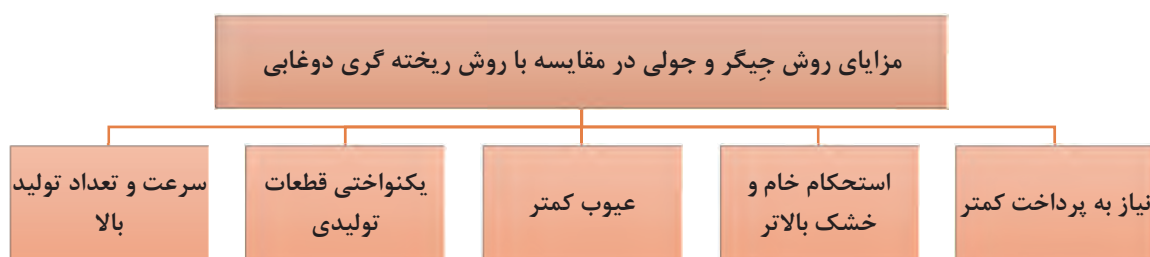 مزایای روش جِیگر و جولی در مقایسه با روش ریخته گری دوغابی
نیاز به پرداخت کمتر
استحکام خام و
خشک بالاتر
عیوب کمتر
یکنواختی قطعات
تولیدی
سرعت و تعداد تولید
بالا